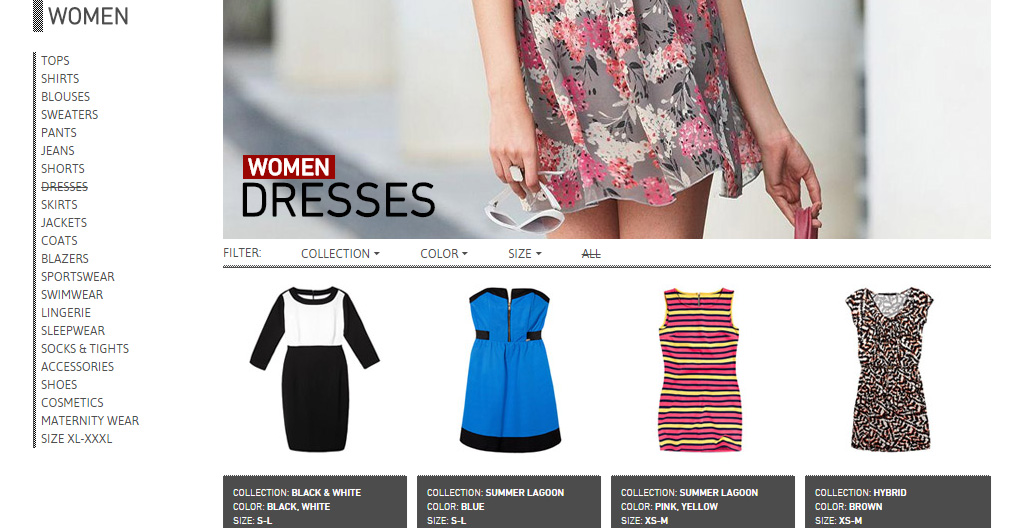 WOMEN
TOPS
SHIRTS
BLOUSES
SWEATERS
PANTS
JEANS
SHORTS
DRESSES
SKIRTS
JACKETS
COATS
BLAZERS
SPORTSWEAR
SWIMWEAR
LINGERIE
SLEEPWEAR
SOCKS & TIGHTS
ACCESSORIES
SHOES
COSMETICS
MATERNITY WEAR
SIZE XL-XXXL
WOMEN
DRESSES
FILTER: COLLECTION COLOR SIZE ALL
COLLECTION: BLACK & WHITE
COLOR: BLACK, WHITE
SIZE: S-L
COLLECTION: SUMMER LAGOON
COLOR: BLUE
SIZE: S-L
COLLECTION: SUMMER LAGOON
COLOR: PINK, YELLOW
SIZE: XS-M
COLLECTION: HYBRID
COLOR: BROWN
SIZE: XS-M